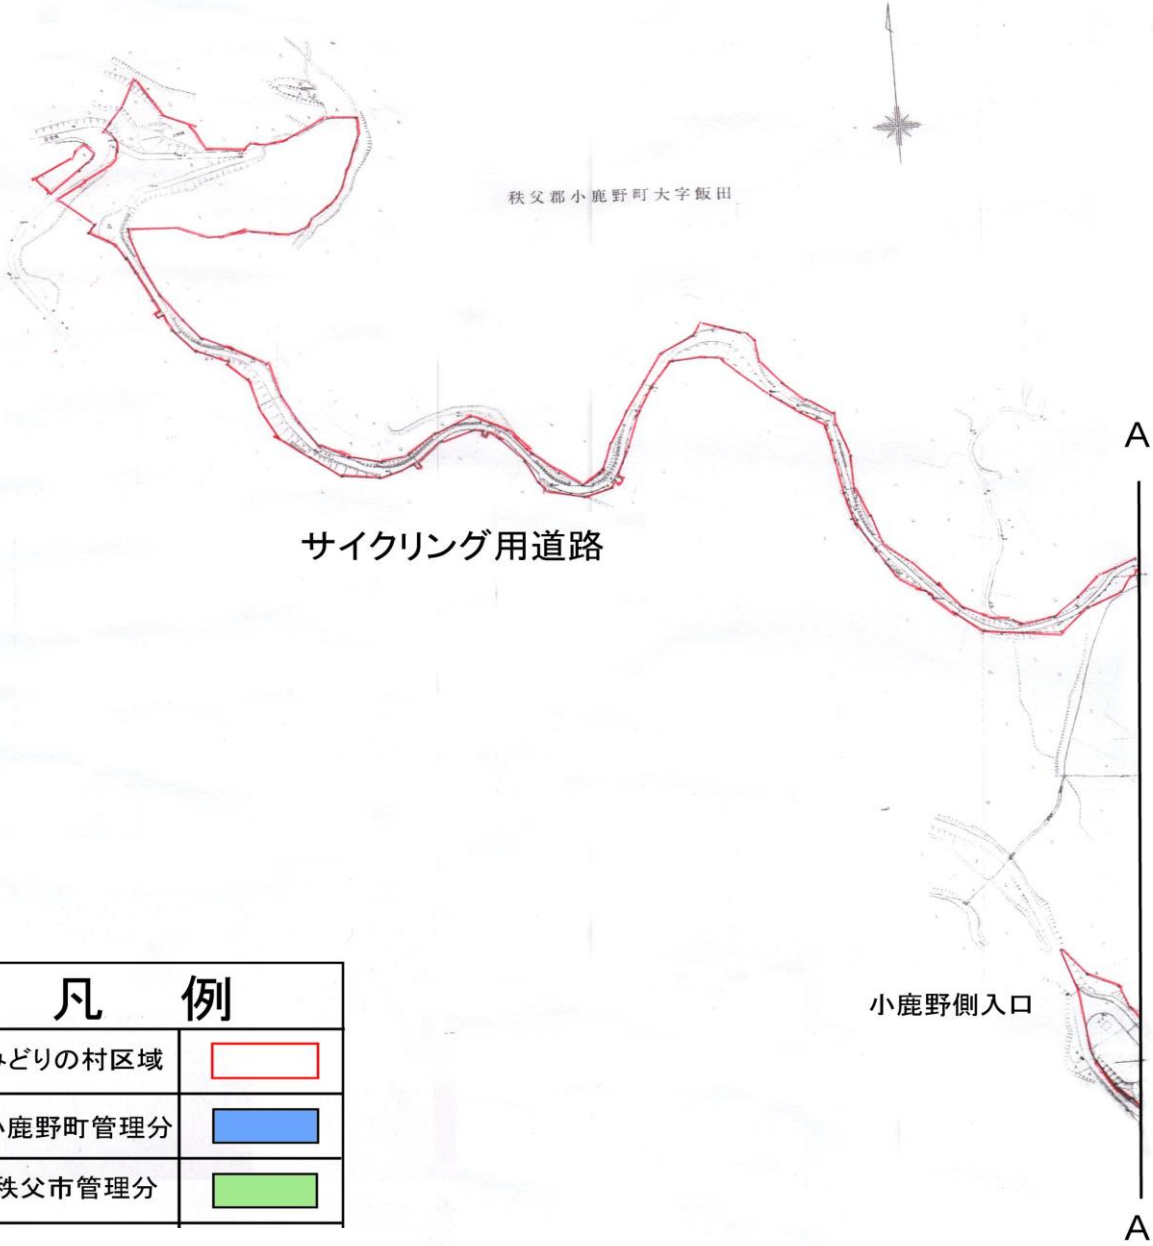 秩父郡小鹿野町大字飯田
A
サイクリング用道路
小鹿野側入口
凡 例
みどりの村区域
小鹿野町管理分
秩父市管理分
A